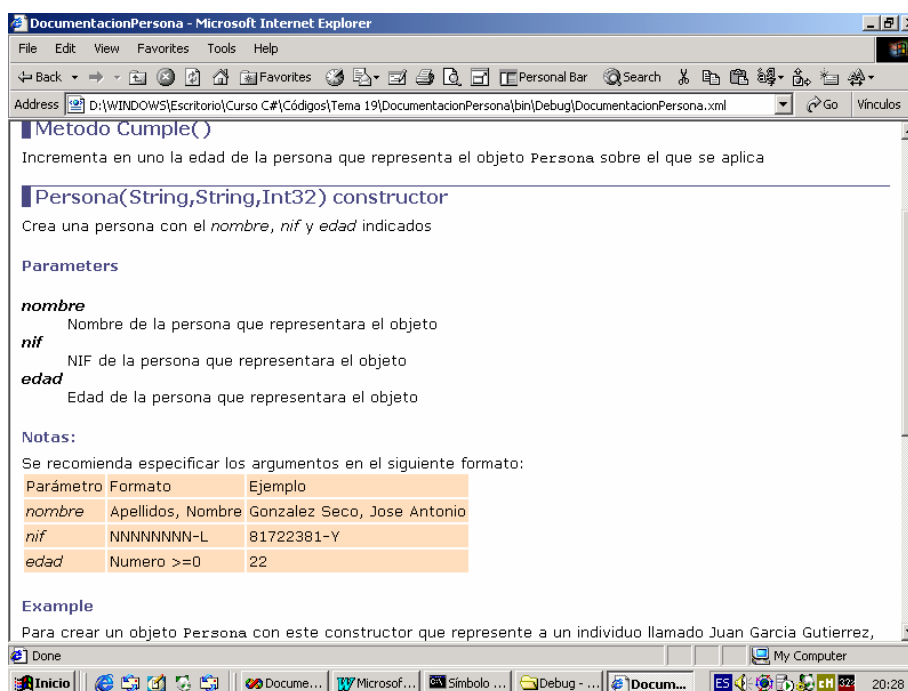 DocumentacionPersona - Microsoft Internet Explorer
File Edit View Favorites Tools Help
Back Favorites Personal Bar Search
Address D:\WINDOWS\Escritorio\Curso C#\Códigos\Tema 19\DocumentacionPersona\bin\Debug\DocumentacionPersona.xml Go Vínculos
Metodo Cumple()
Incrementa en uno la edad de la persona que representa el objeto Persona sobre el que se aplica
Persona(String,String,Int32) constructor
Crea una persona con el nombre, nif y edad indicados
Parameters
nombre
Nombre de la persona que representara el objeto
nif
NIF de la persona que representara el objeto
edad
Edad de la persona que representara el objeto
Notas:
Se recomienda especificar los argumentos en el siguiente formato:
Parámetro Formato Ejemplo
nombre Apellidos, Nombre Gonzalez Seco, Jose Antonio
nif NNNNNNNN-L 81722381-Y
edad Numero >=0 22
Example
Para crear un objeto Persona con este constructor que represente a un individuo llamado Juan Garcia Gutierrez,
Done My Computer
Inicio Docume... Microsof... Símbolo ... Debug - ... Docum... ES 20:28